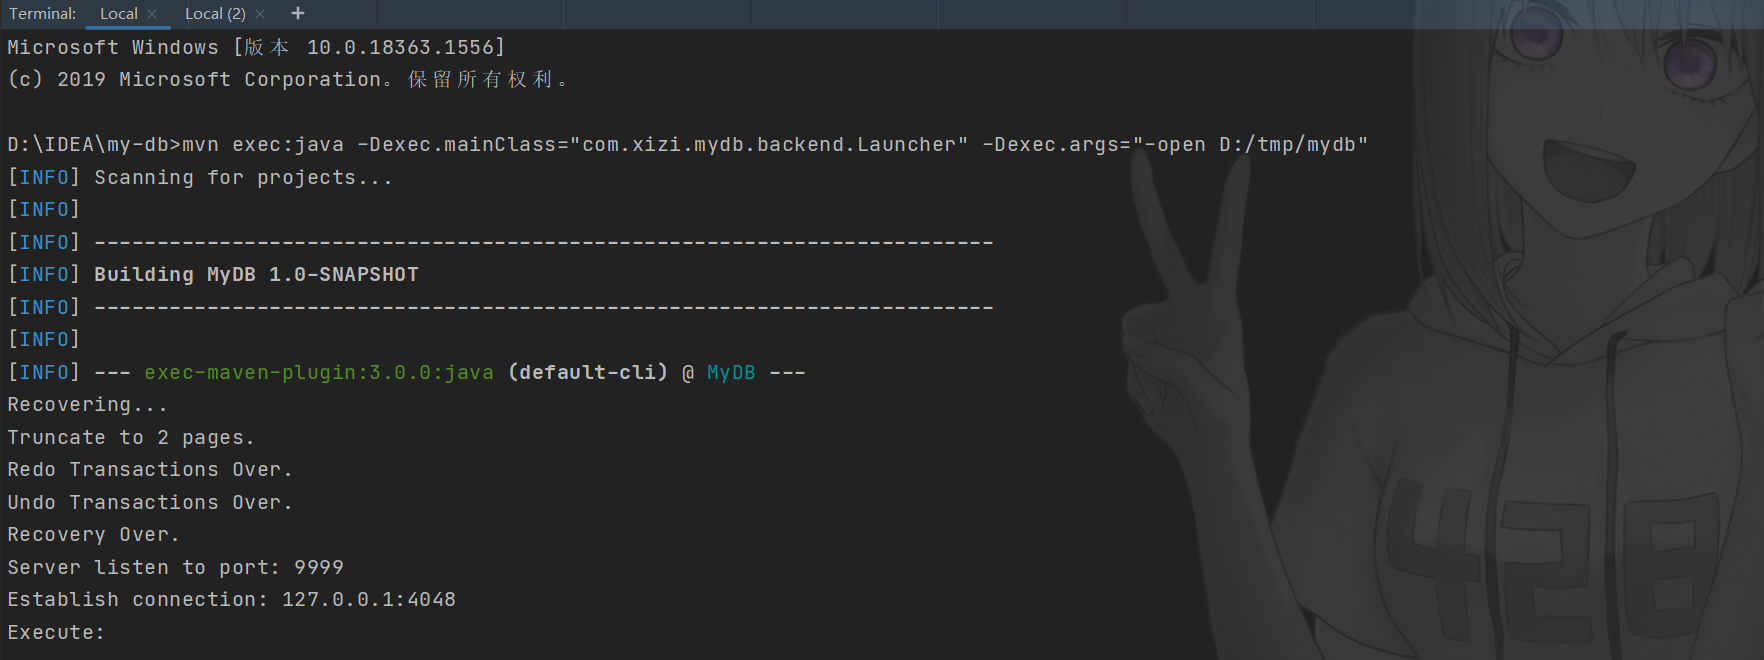 Terminal: Local × Local (2) × +
Microsoft Windows [版本 10.0.18363.1556]
(c) 2019 Microsoft Corporation。保留所有权利。
D:\IDEA\my-db>mvn exec:java -Dexec.mainClass="com.xizi.mydb.backend.Launcher" -Dexec.args="-open D:/tmp/mydb"
[INFO] Scanning for projects...
[INFO]
[INFO] ------------------------------------------------------------------------
[INFO] Building MyDB 1.0-SNAPSHOT
[INFO] ------------------------------------------------------------------------
[INFO]
[INFO] --- exec-maven-plugin:3.0.0:java (default-cli) @ MyDB ---
Recovering...
Truncate to 2 pages.
Redo Transactions Over.
Undo Transactions Over.
Recovery Over.
Server listen to port: 9999
Establish connection: 127.0.0.1:4048
Execute:
428